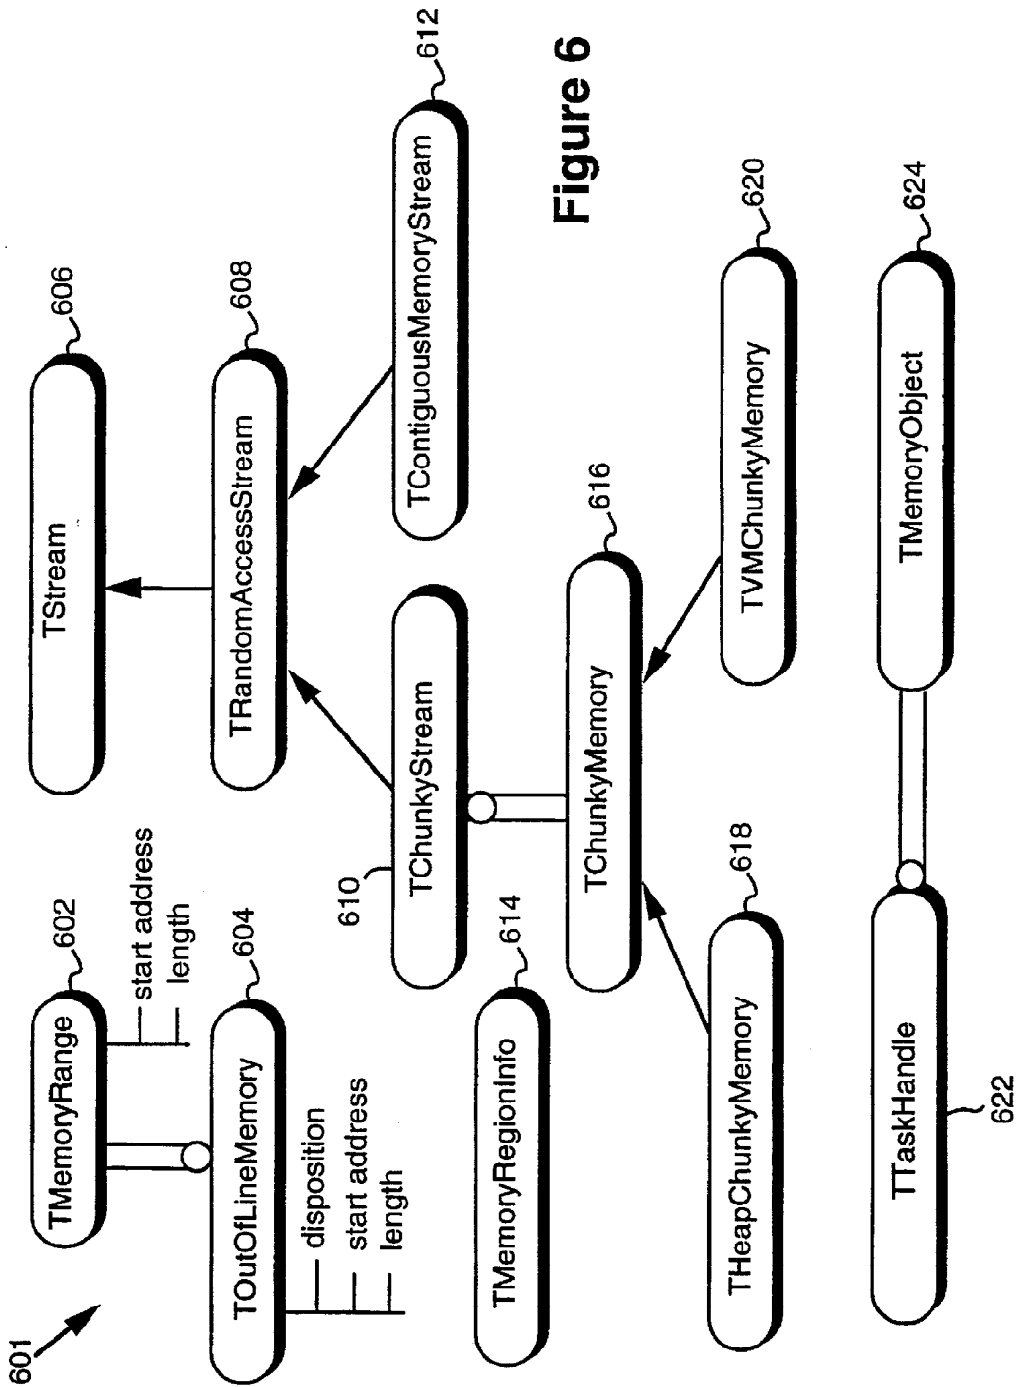 601
TMemoryRange
602
start address
length
TStream
606
TOutOfLineMemory
604
disposition
start address
length
TRandomAccessStream
608
610
TChunkyStream
TContiguousMemoryStream
612
TMemoryRegionInfo
614
TChunkyMemory
616
THeapChunkyMemory
618
TVMChunkyMemory
620
TTaskHandle
622
TMemoryObject
624
Figure 6